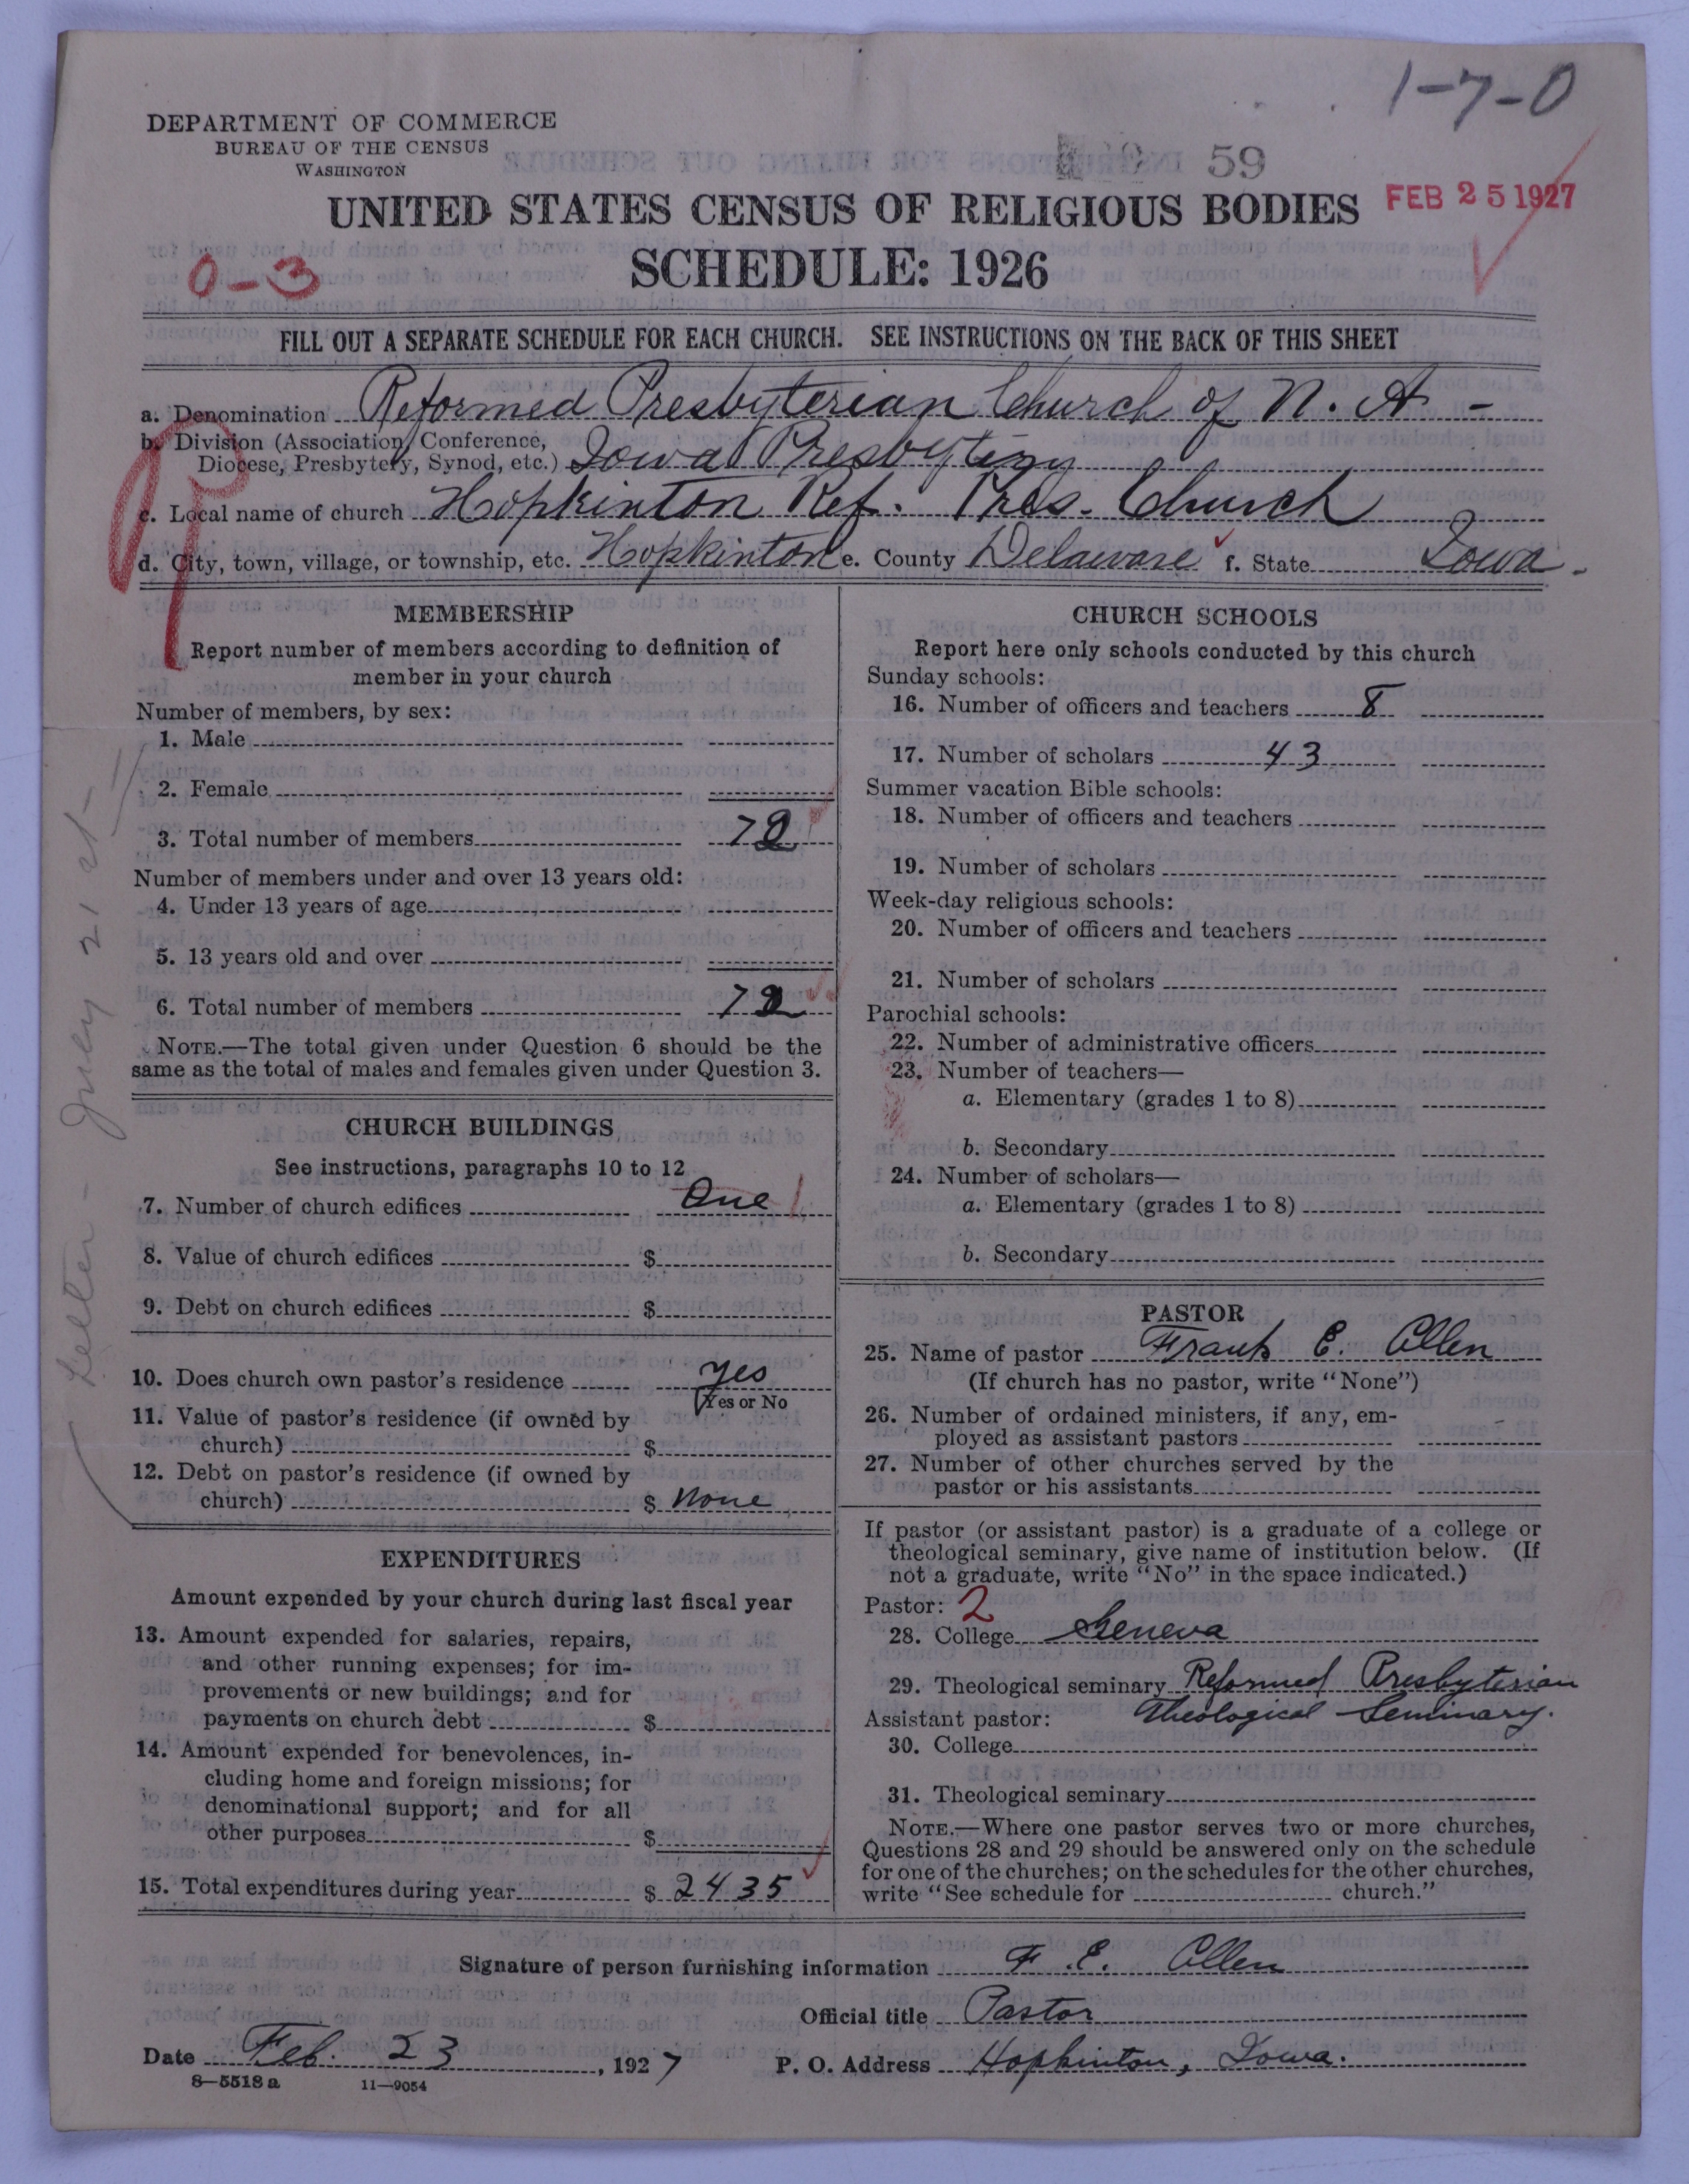 1-7-0
DEPARTMENT OF COMMERCE
BUREAU OF THE CENSUS
WASHINGTON
59
UNITED STATES CENSUS OF RELIGIOUS BODIES
FEB 25 1927
SCHEDULE: 1926
0-3
FILL OUT A SEPARATE SCHEDULE FOR EACH CHURCH. SEE INSTRUCTIONS ON THE BACK OF THIS SHEET
a. Denomination Reformed Presbyterian Church of N. A -
b. Division (Association, Conference,
Diocese, Presbytery, Synod, etc.) Iowa Presbytery
c. Local name of church Hopkinton Ref. Pres. Church
d. City, town, village, or township, etc. Hopkinton e. County Delaware f. State Iowa.
MEMBERSHIP
Report number of members according to definition of
member in your church
Number of members, by sex:
1. Male
2. Female
3. Total number of members 72
Number of members under and over 13 years old:
4. Under 13 years of age
5. 13 years old and over
6. Total number of members 72
NOTE.—The total given under Question 6 should be the
same as the total of males and females given under Question 3.
CHURCH BUILDINGS
See instructions, paragraphs 10 to 12
7. Number of church edifices One
8. Value of church edifices $
9. Debt on church edifices $
10. Does church own pastor's residence yes
(Yes or No
11. Value of pastor's residence (if owned by
church) $
12. Debt on pastor's residence (if owned by
church) $ None
EXPENDITURES
Amount expended by your church during last fiscal year
13. Amount expended for salaries, repairs,
and other running expenses; for im-
provements or new buildings; and for
payments on church debt $
14. Amount expended for benevolences, in-
cluding home and foreign missions; for
denominational support; and for all
other purposes $
15. Total expenditures during year $ 2435
Letter - July 21 st -
CHURCH SCHOOLS
Report here only schools conducted by this church
Sunday schools:
16. Number of officers and teachers 8
17. Number of scholars 43
Summer vacation Bible schools:
18. Number of officers and teachers
19. Number of scholars
Week-day religious schools:
20. Number of officers and teachers
21. Number of scholars
Parochial schools:
22. Number of administrative officers
23. Number of teachers—
a. Elementary (grades 1 to 8)
b. Secondary
24. Number of scholars—
a. Elementary (grades 1 to 8)
b. Secondary
PASTOR
25. Name of pastor Frank E. Allen
(If church has no pastor, write "None")
26. Number of ordained ministers, if any, em-
ployed as assistant pastors -
27. Number of other churches served by the
pastor or his assistants
If pastor (or assistant pastor) is a graduate of a college or
theological seminary, give name of institution below. (If
not a graduate, write "No" in the space indicated.)
Pastor: 2
28. College Geneva
29. Theological seminary Reformed Presbyterian
Assistant pastor: Theological Seminary.
30. College
31. Theological seminary
NOTE.—Where one pastor serves two or more churches,
Questions 28 and 29 should be answered only on the schedule
for one of the churches; on the schedules for the other churches,
write "See schedule for church."
Signature of person furnishing information F. E. Allen
Official title Pastor
Date Feb. 23, 1927 P. O. Address Hopkinton, Iowa.
8—5518a 11—9054